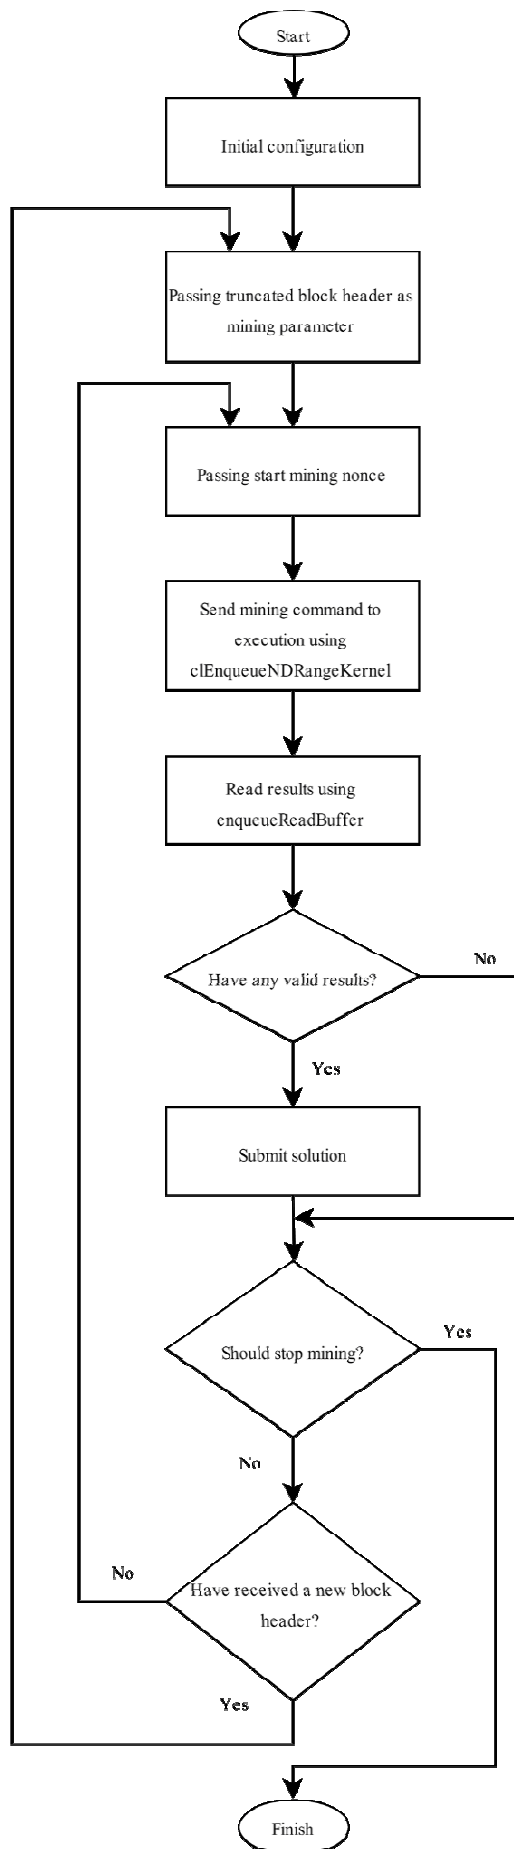 Start
Initial configuration
Passing truncated block header as
mining parameter
Passing start mining nonce
Send mining command to
execution using
clEnqueueNDRangeKernel
Read results using
enqueueReadBuffer
Have any valid results?
No
Yes
Submit solution
Should stop mining?
Yes
No
Have received a new block
header?
No
Yes
Finish